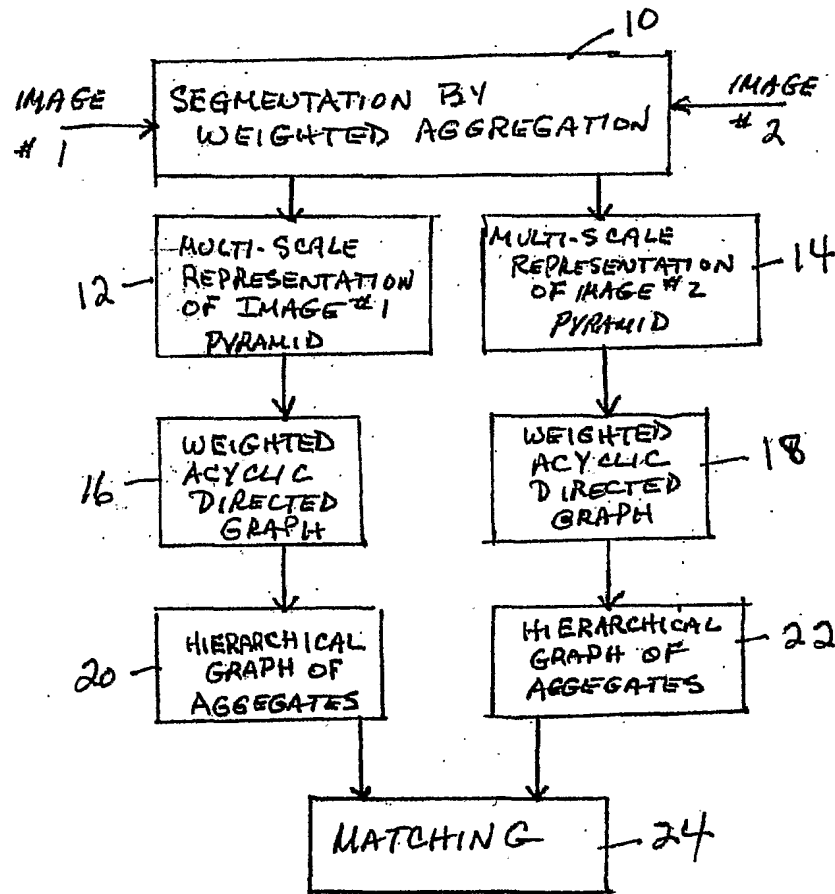 10
IMAGE
# 1
SEGMENTATION BY
WEIGHTED AGGREGATION
IMAGE
# 2
12
MULTI-SCALE
REPRESENTATION
OF IMAGE #1
PYRAMID
MULTI-SCALE
REPRESENTATION
OF IMAGE #2
PYRAMID
14
16
WEIGHTED
ACYCLIC
DIRECTED
GRAPH
WEIGHTED
ACYCLIC
DIRECTED
GRAPH
18
20
HIERARCHICAL
GRAPH OF
AGGEGATES
HIERARCHICAL
GRAPH OF
AGGEGATES
22
MATCHING
24